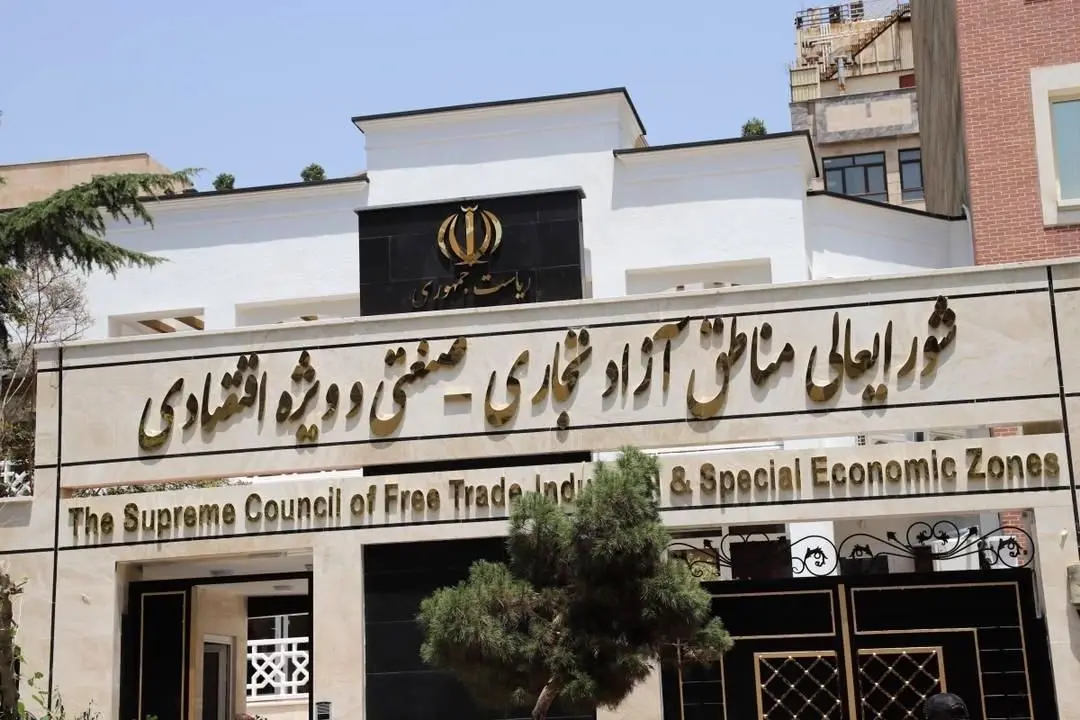 ریاست جمهوری
شورایعالی مناطق آزاد تجاری - صنعتی و ویژه اقتصادی
The Supreme Council of Free Trade & Special Economic Zones